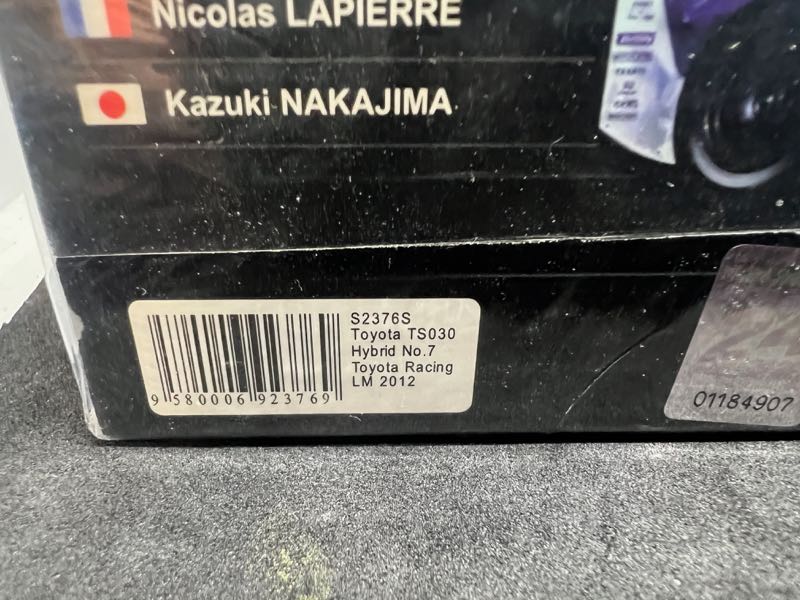 Nicolas LAPIERRE
Kazuki NAKAJIMA
S2376S
Toyota TS030
Hybrid No.7
Toyota Racing
LM 2012
9 580006 923769
01184907